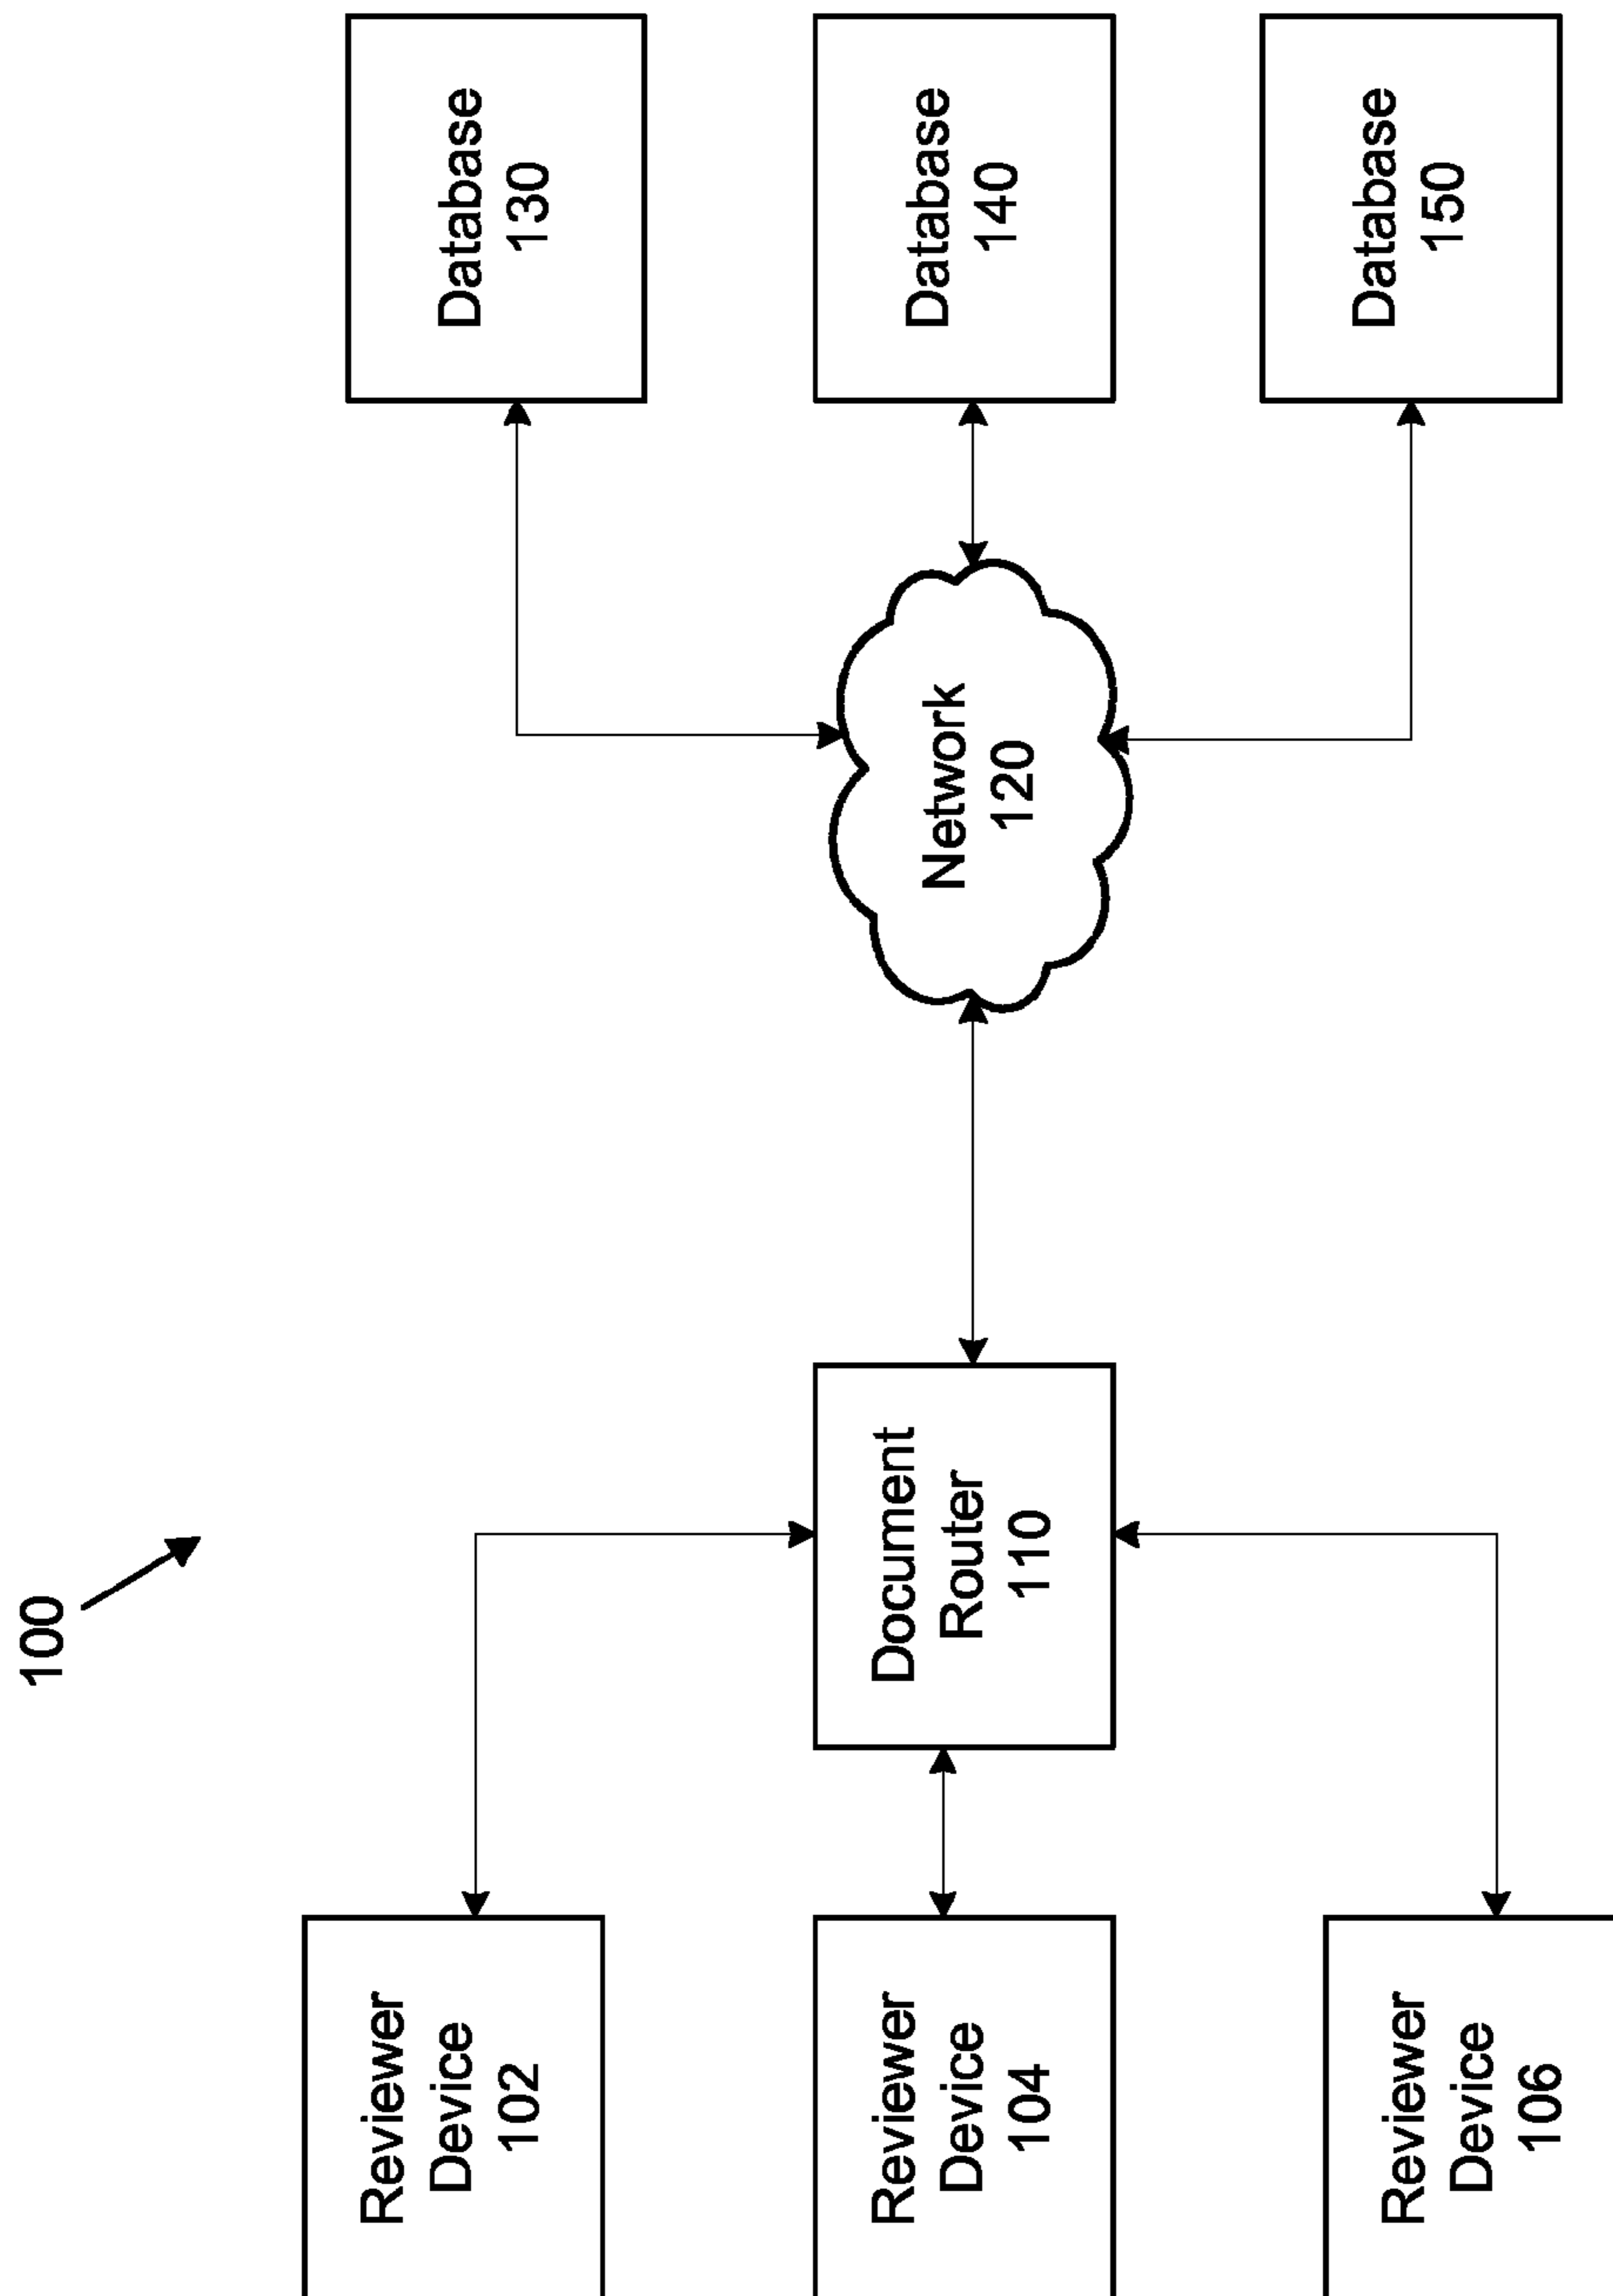 100
Reviewer
Device
102
Reviewer
Device
104
Reviewer
Device
106
Document
Router
110
Network
120
Database
130
Database
140
Database
150